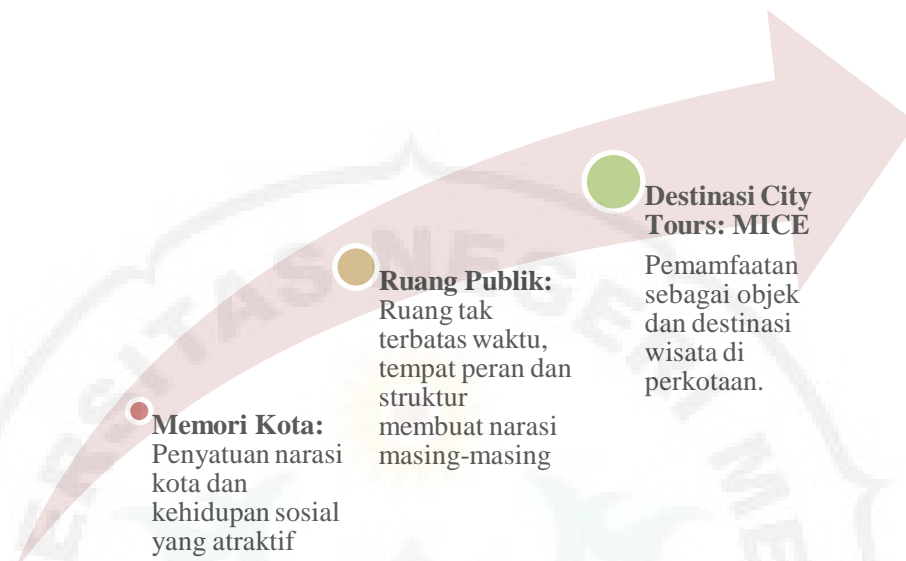 Destinasi City
Tours: MICE
Pemamfaatan
sebagai objek
dan destinasi
wisata di
perkotaan.
Ruang Publik:
Ruang tak
terbatas waktu,
tempat peran dan
struktur
membuat narasi
masing-masing
Memori Kota:
Penyatuan narasi
kota dan
kehidupan sosial
yang atraktif